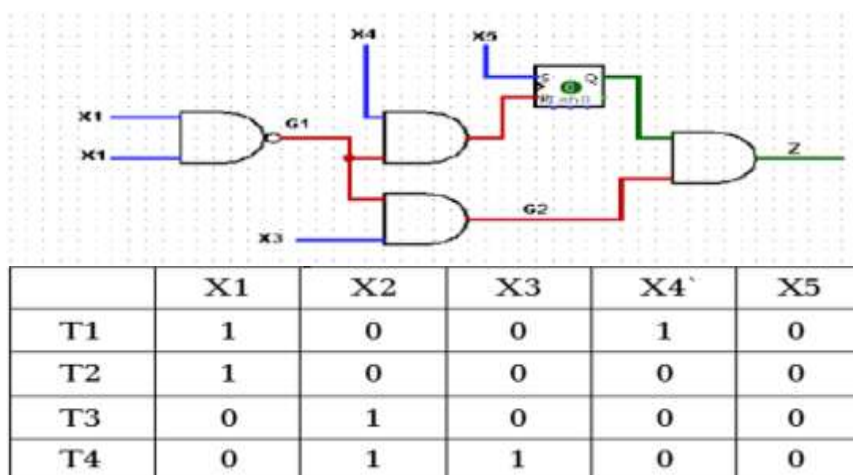 X4 X5
S Q
X1 G1
X1
Z
G2
X3
X1 X2 X3 X4` X5
T1 1 0 0 1 0
T2 1 0 0 0 0
T3 0 1 0 0 0
T4 0 1 1 0 0